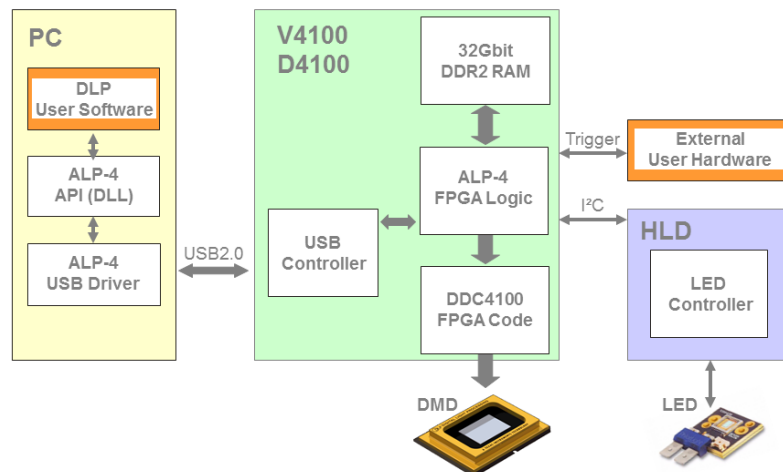 PC
DLP
User Software
ALP-4
API (DLL)
ALP-4
USB Driver
USB2.0
V4100
D4100
32Gbit
DDR2 RAM
ALP-4
FPGA Logic
USB
Controller
DDC4100
FPGA Code
DMD
Trigger
External
User Hardware
I²C
HLD
LED
Controller
LED